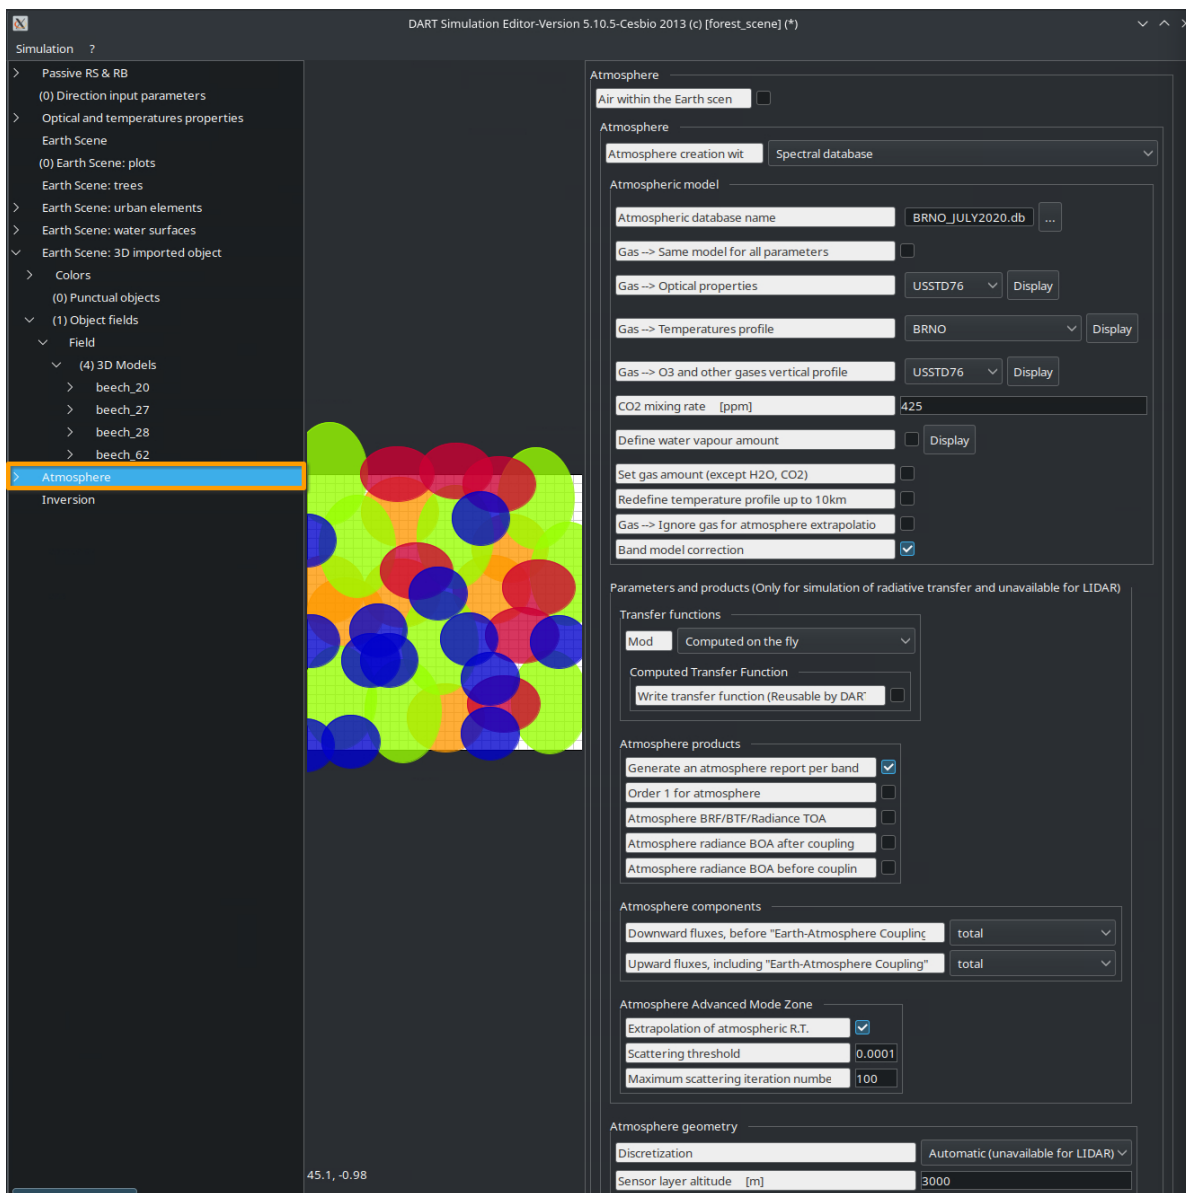 DART Simulation Editor-Version 5.10.5-Cesbio 2013 (c) [forest_scene] (*)
Simulation ?
Passive RS & RB
(0) Direction input parameters
Optical and temperatures properties
Earth Scene
(0) Earth Scene: plots
Earth Scene: trees
Earth Scene: urban elements
Earth Scene: water surfaces
Earth Scene: 3D imported object
Colors
(0) Punctual objects
(1) Object fields
Field
(4) 3D Models
beech_20
beech_27
beech_28
beech_62
Atmosphere
Inversion
45.1, -0.98
Atmosphere
Air within the Earth scen
Atmosphere
Atmosphere creation wit Spectral database
Atmospheric model
Atmospheric database name BRNO_JULY2020.db ...
Gas --> Same model for all parameters
Gas --> Optical properties USSTD76 Display
Gas --> Temperatures profile BRNO Display
Gas --> O3 and other gases vertical profile USSTD76 Display
CO2 mixing rate [ppm] 425
Define water vapour amount Display
Set gas amount (except H2O, CO2)
Redefine temperature profile up to 10km
Gas --> Ignore gas for atmosphere extrapolatio
Band model correction
Parameters and products (Only for simulation of radiative transfer and unavailable for LIDAR)
Transfer functions
Mod Computed on the fly
Computed Transfer Function
Write transfer function (Reusable by DAR
Atmosphere products
Generate an atmosphere report per band
Order 1 for atmosphere
Atmosphere BRF/BTF/Radiance TOA
Atmosphere radiance BOA after coupling
Atmosphere radiance BOA before couplin
Atmosphere components
Downward fluxes, before "Earth-Atmosphere Coupling total
Upward fluxes, including "Earth-Atmosphere Coupling" total
Atmosphere Advanced Mode Zone
Extrapolation of atmospheric R.T.
Scattering threshold 0.0001
Maximum scattering iteration numbe 100
Atmosphere geometry
Discretization Automatic (unavailable for LIDAR)
Sensor layer altitude [m] 3000